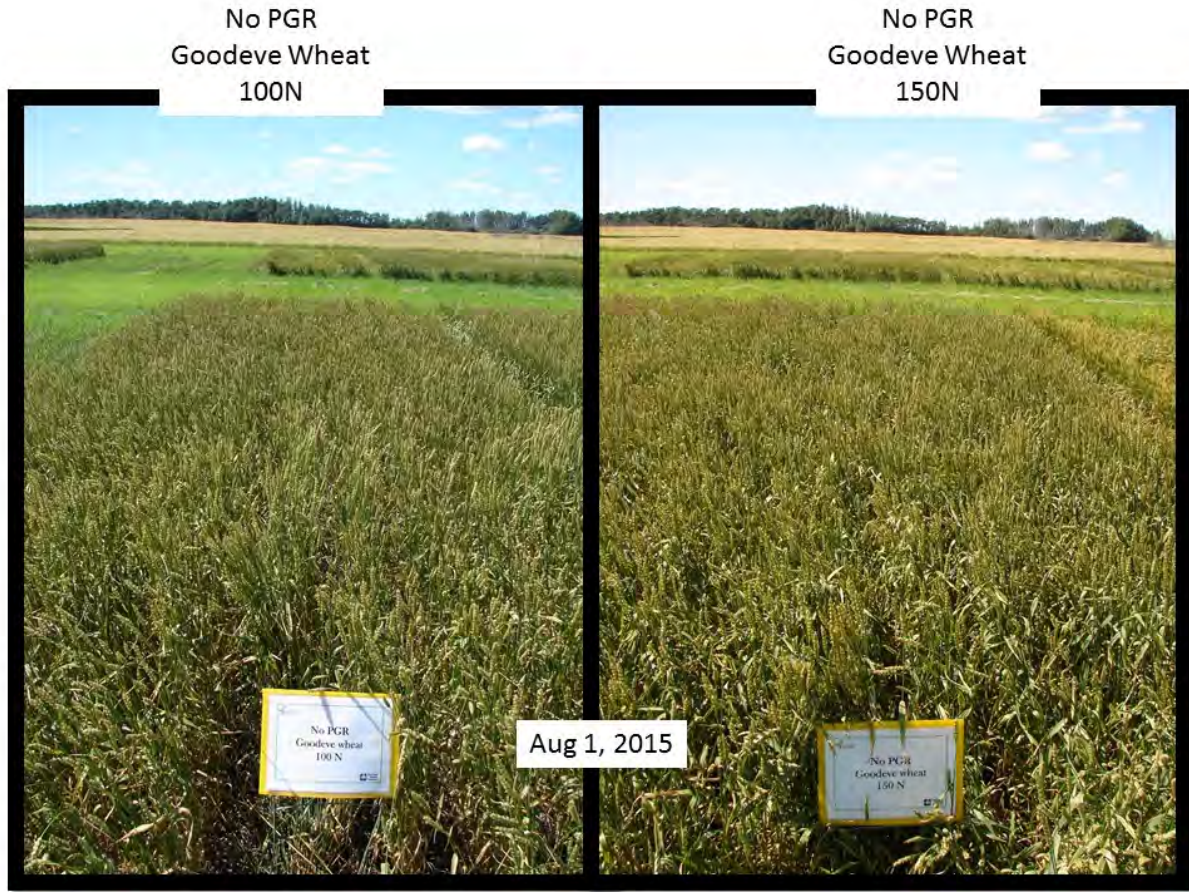 No PGR
Goodeve Wheat
100N
No PGR
Goodeve Wheat
150N
No PGR
Goodeve wheat
100 N
Aug 1, 2015
No PGR
Goodeve wheat
150 N